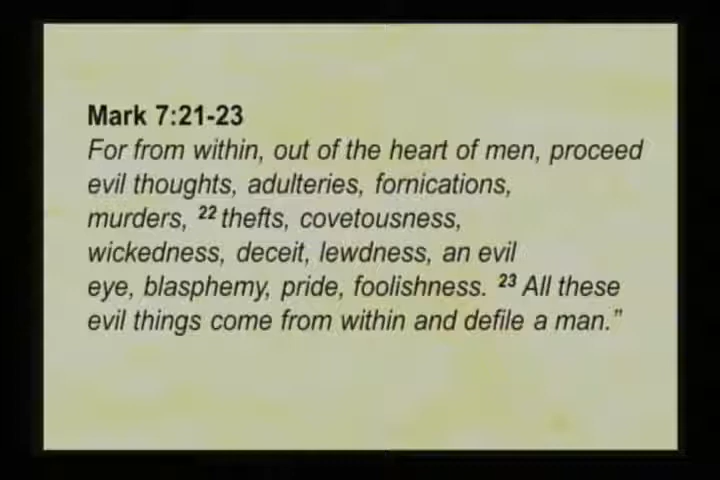 Mark 7:21-23
For from within, out of the heart of men, proceed
evil thoughts, adulteries, fornications,
murders, 22 thefts, covetousness,
wickedness, deceit, lewdness, an evil
eye, blasphemy, pride, foolishness. 23 All these
evil things come from within and defile a man.”